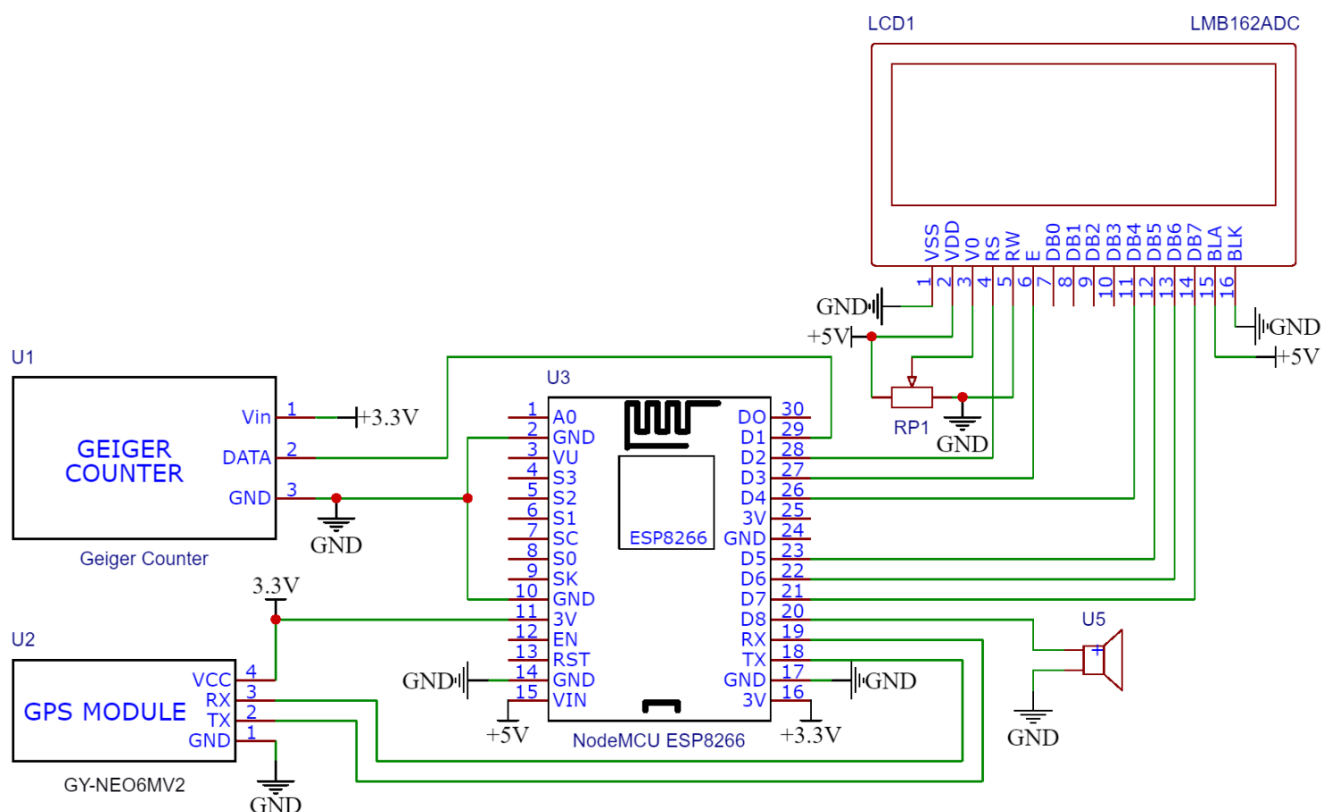 LCD1 LMB162ADC
VSS
VDD
V0
RS
RW
E
DB0
DB1
DB2
DB3
DB4
DB5
DB6
DB7
BLA
BLK
1
2
3
4
5
6
7
8
9
10
11
12
13
14
15
16
GND
+5V
GND
+5V
RP1
GND
U1
GEIGER
COUNTER
Vin 1 +3.3V
DATA 2
GND 3
GND
Geiger Counter
U3
1 A0
2 GND
3 VU
4 S3
5 S2
6 S1
7 SC
8 S0
9 SK
10 GND
11 3V
12 EN
13 RST
GND 14 GND
15 VIN
+5V
ESP8266
DO 30
D1 29
D2 28
D3 27
D4 26
3V 25
GND 24
D5 23
D6 22
D7 21
D8 20
RX 19
TX 18
GND 17 GND
3V 16
+3.3V
NodeMCU ESP8266
3.3V
U2
GPS MODULE
VCC 4
RX 3
TX 2
GND 1
GY-NEO6MV2
GND
U5
+
GND